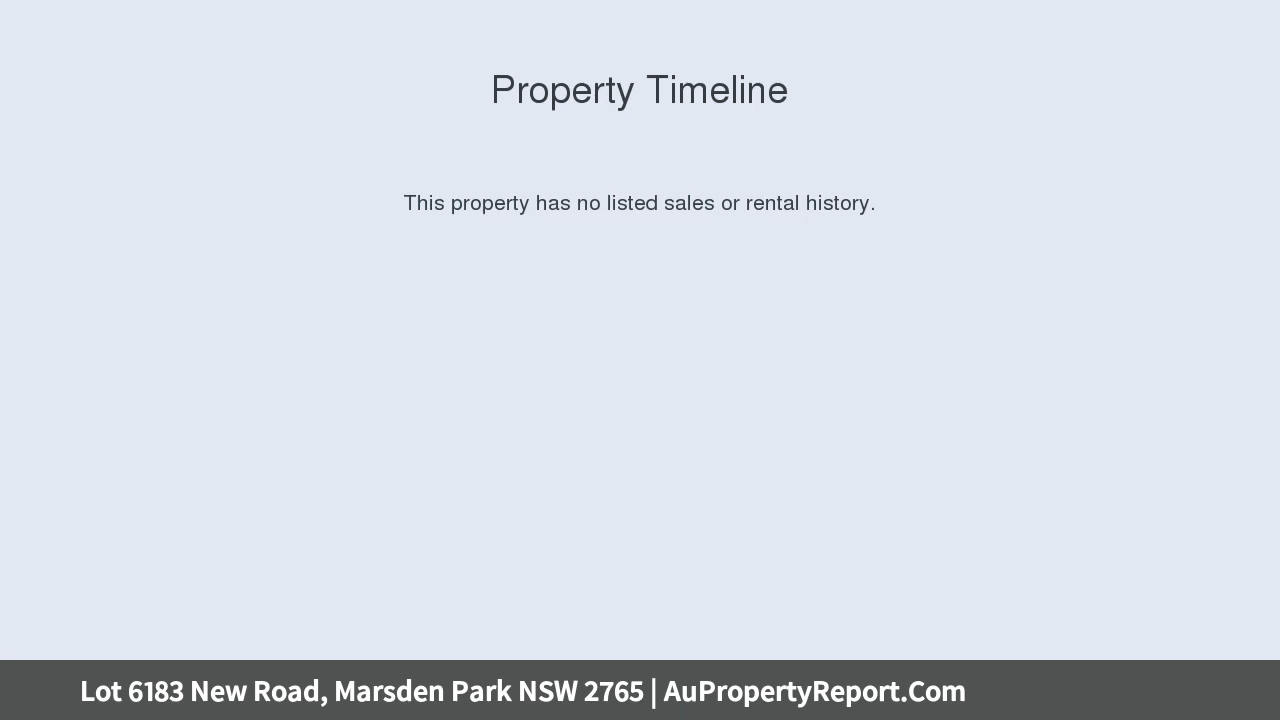 Property Timeline
This property has no listed sales or rental history.
Lot 6183 New Road, Marsden Park NSW 2765 | AuPropertyReport.Com